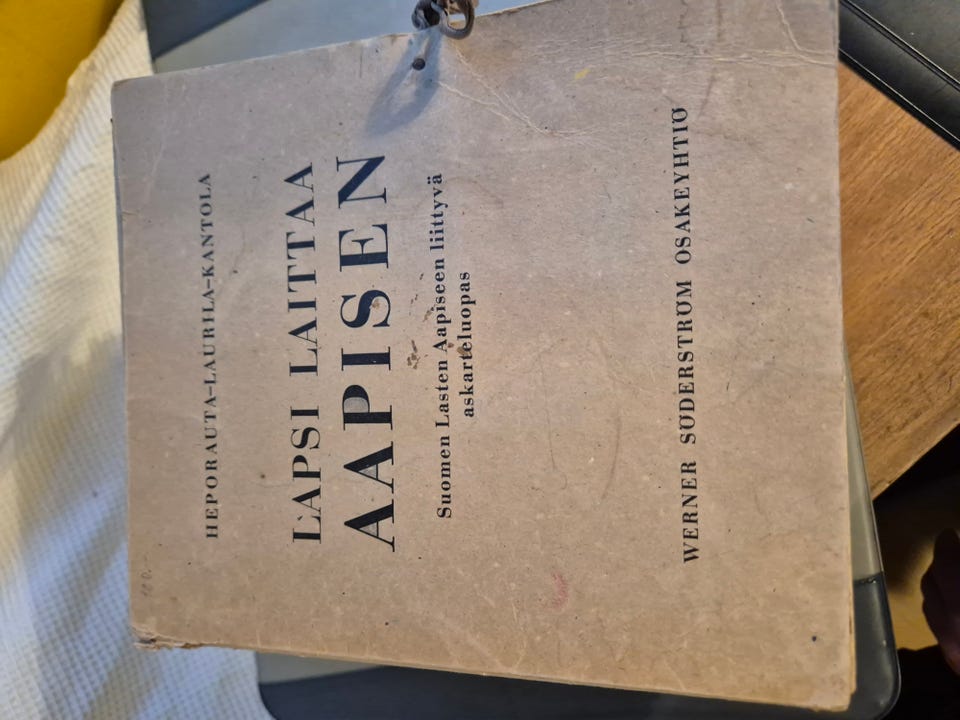 HEPORAUTA–LAURILA–KANTOLA
LAPSI LAITTAA
AAPISEN
Suomen Lasten Aapiseen liittyvä
askarteluopas
WERNER SÖDERSTRÖM OSAKEYHTIÖ